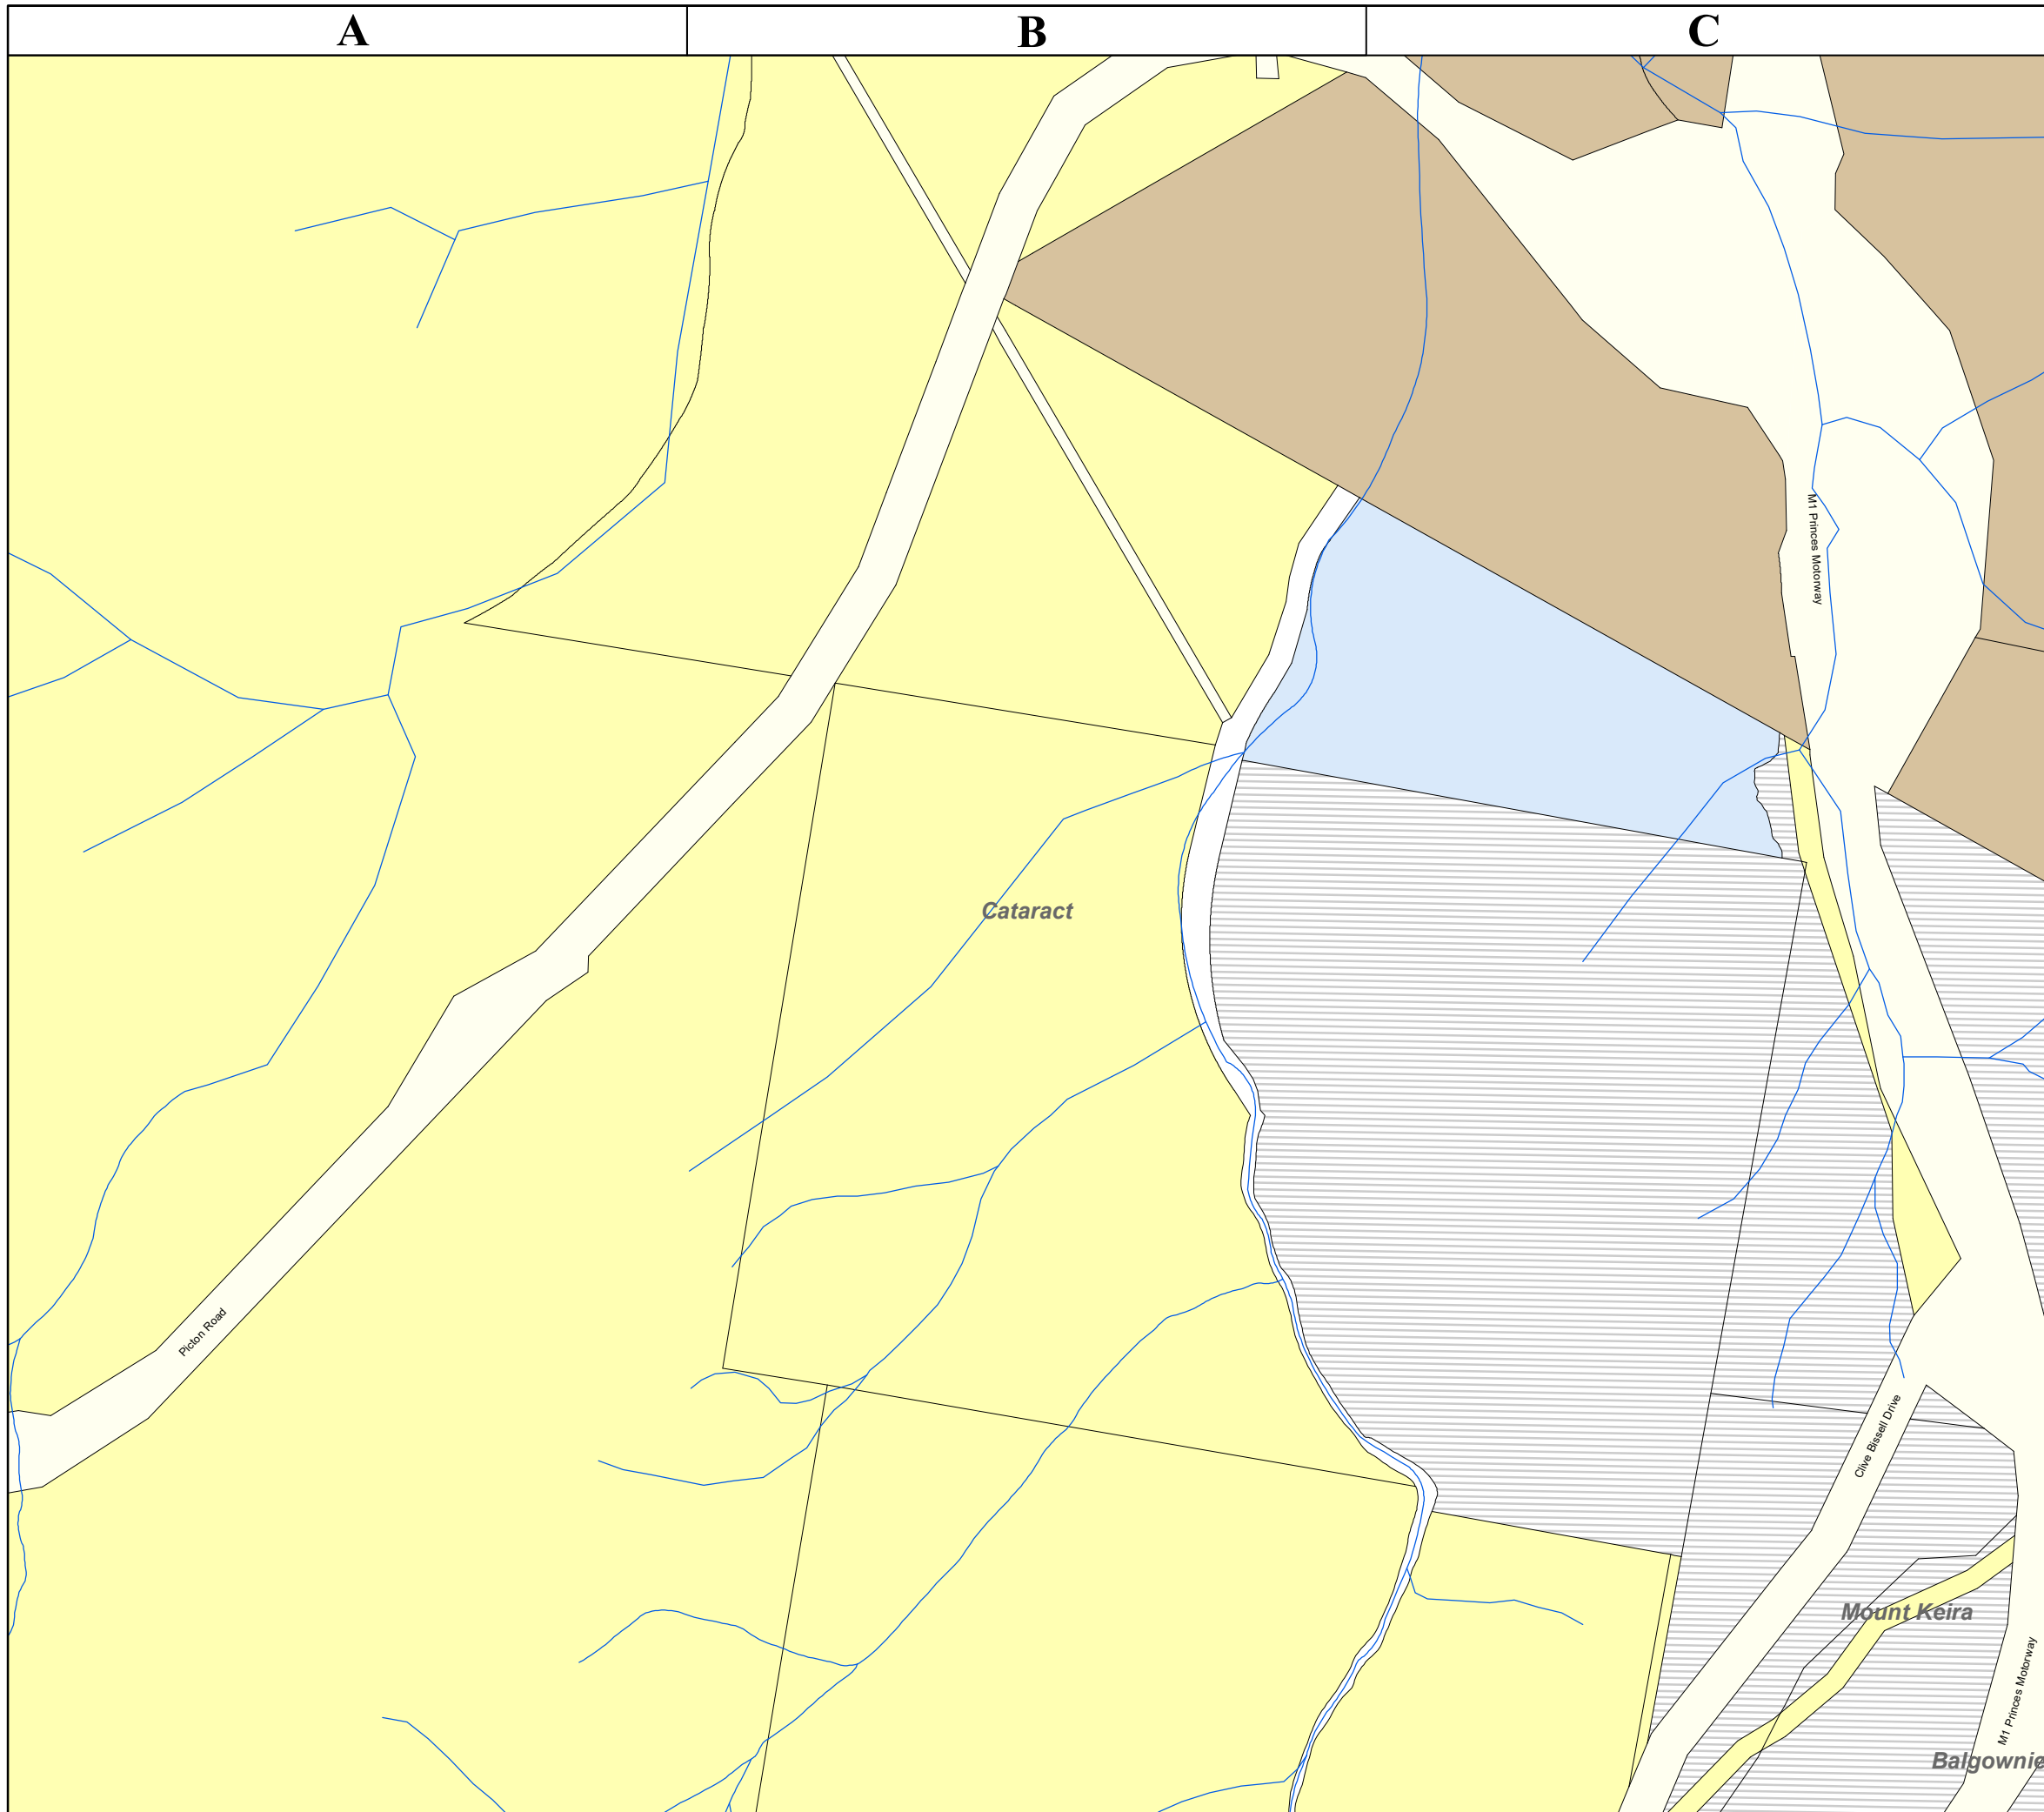 A
B
C
M1 Princes Motorway
Cataract
Picton Road
Clive Bissell Drive
Mount Keira
M1 Princes Motorway
Balgownie